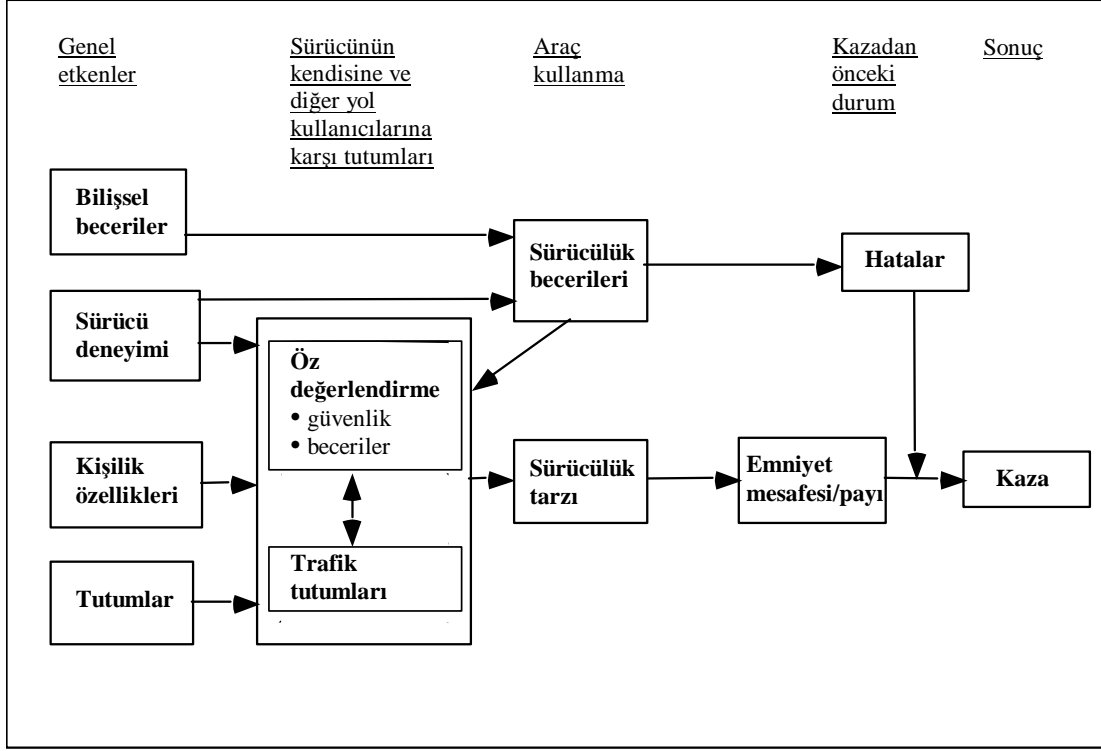 Genel
etkenler
Sürücünün
kendisine ve
diğer yol
kullanıcılarına
karşı tutumları
Araç
kullanma
Kazadan
önceki
durum
Sonuç
Bilişsel
beceriler
Sürücü
deneyimi
Kişilik
özellikleri
Tutumlar
Öz
değerlendirme
• güvenlik
• beceriler
Trafik
tutumları
Sürücülük
becerileri
Sürücülük
tarzı
Hatalar
Emniyet
mesafesi/payı
Kaza